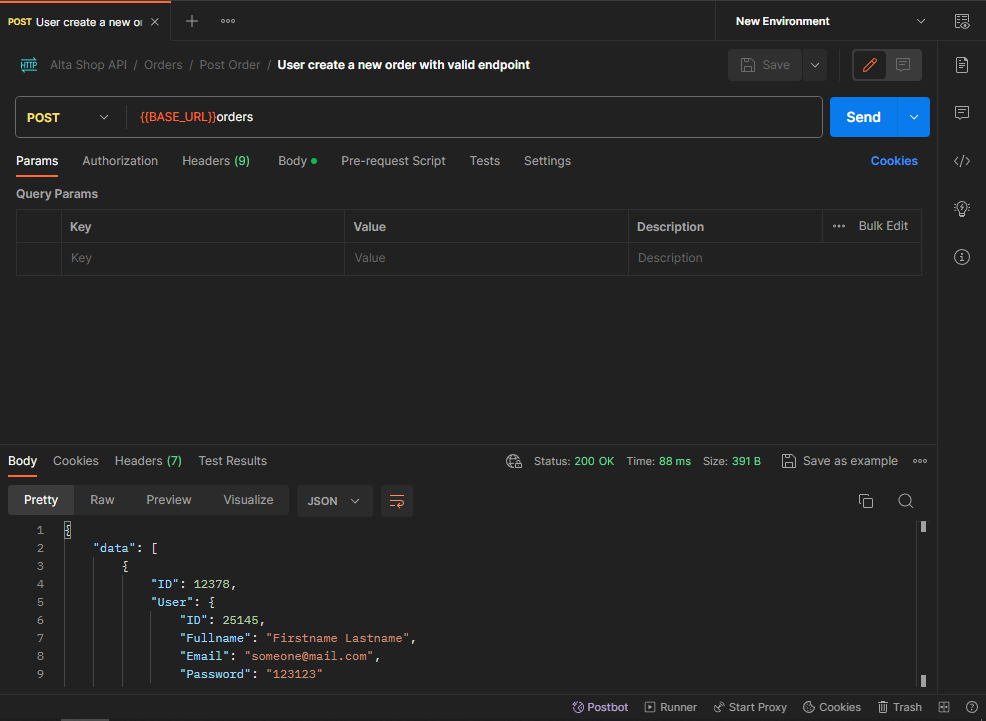 POST User create a new or
New Environment
HTTP Alta Shop API / Orders / Post Order / User create a new order with valid endpoint
Save
POST {{BASE_URL}}orders
Send
Params Authorization Headers (9) Body Pre-request Script Tests Settings Cookies
Query Params
Key Value Description Bulk Edit
Key Value Description
Body Cookies Headers (7) Test Results Status: 200 OK Time: 88 ms Size: 391 B Save as example
Pretty Raw Preview Visualize JSON
1 {
2 "data": [
3 {
4 "ID": 12378,
5 "User": {
6 "ID": 25145,
7 "Fullname": "Firstname Lastname",
8 "Email": "someone@mail.com",
9 "Password": "123123"
Postbot Runner Start Proxy Cookies Trash